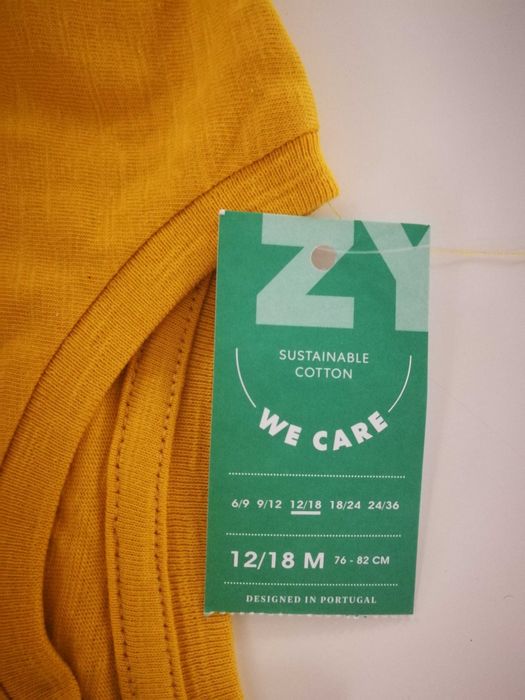 ZY
SUSTAINABLE
COTTON
WE CARE
6/9 9/12 12/18 18/24 24/36
12/18 M 76 - 82 CM
DESIGNED IN PORTUGAL